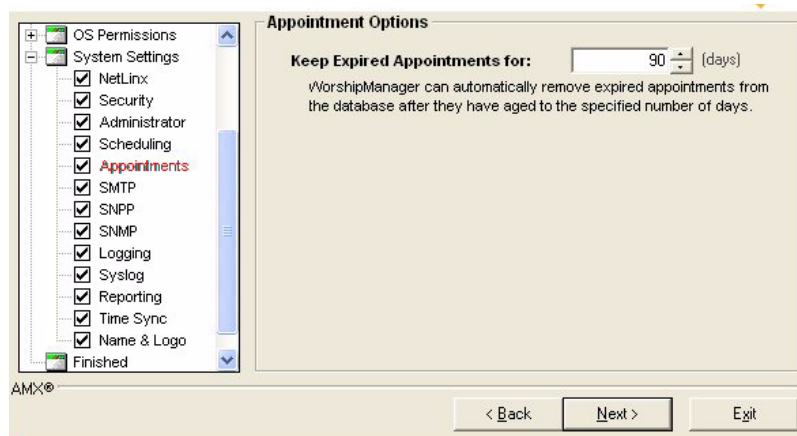 OS Permissions
System Settings
NetLinx
Security
Administrator
Scheduling
Appointments
SMTP
SNPP
SNMP
Logging
Syslog
Reporting
Time Sync
Name & Logo
Finished
Appointment Options
Keep Expired Appointments for: 90 (days)
WorshipManager can automatically remove expired appointments from
the database after they have aged to the specified number of days.
AMX®
< Back Next > Exit